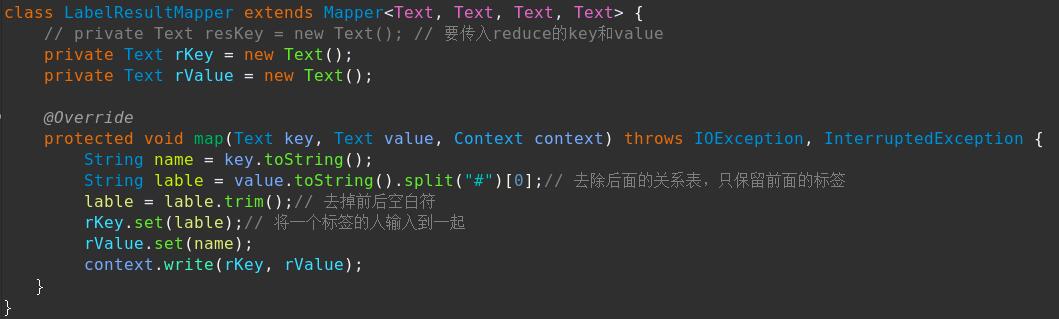 class LabelResultMapper extends Mapper<Text, Text, Text, Text> {
    // private Text resKey = new Text(); // 要传入reduce的key和value
    private Text rKey = new Text();
    private Text rValue = new Text();

    @Override
    protected void map(Text key, Text value, Context context) throws IOException, InterruptedException {
        String name = key.toString();
        String lable = value.toString().split("#")[0];// 去除后面的关系表，只保留前面的标签
        lable = lable.trim();// 去掉前后空白符
        rKey.set(lable);// 将一个标签的人输入到一起
        rValue.set(name);
        context.write(rKey, rValue);
    }
}